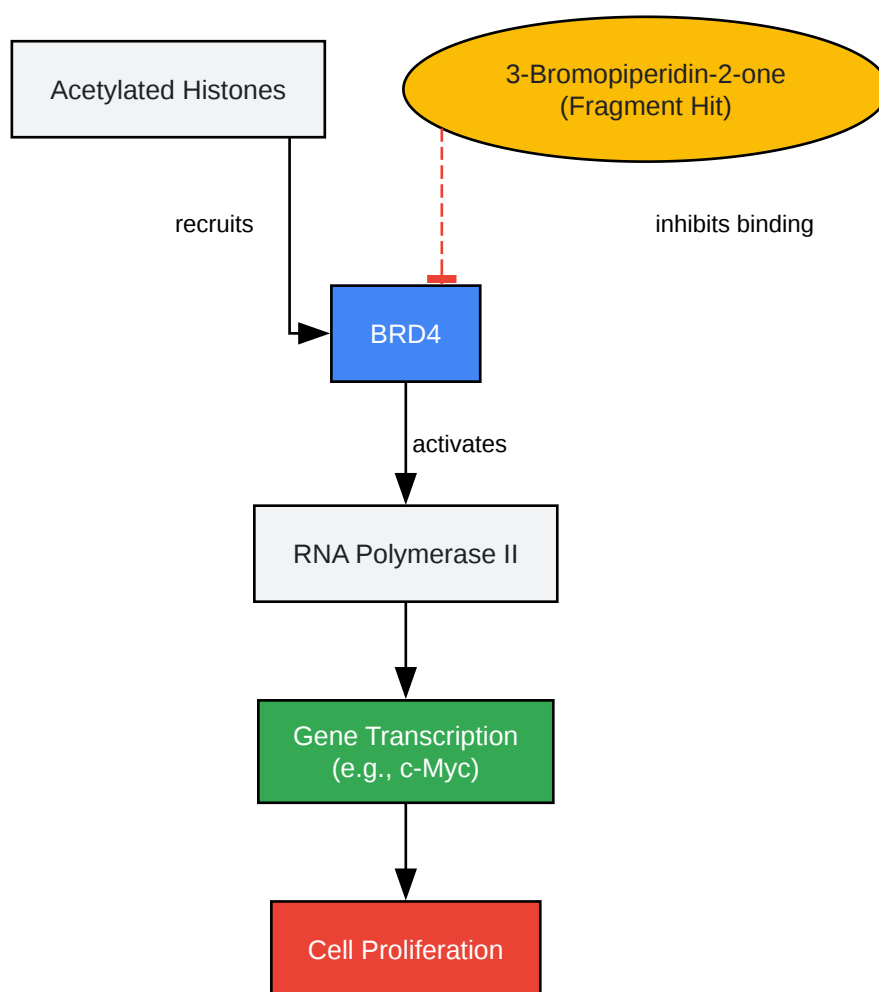 Acetylated Histones
3-Bromopiperidin-2-one
(Fragment Hit)
recruits
inhibits binding
BRD4
activates
RNA Polymerase II
Gene Transcription
(e.g., c-Myc)
Cell Proliferation